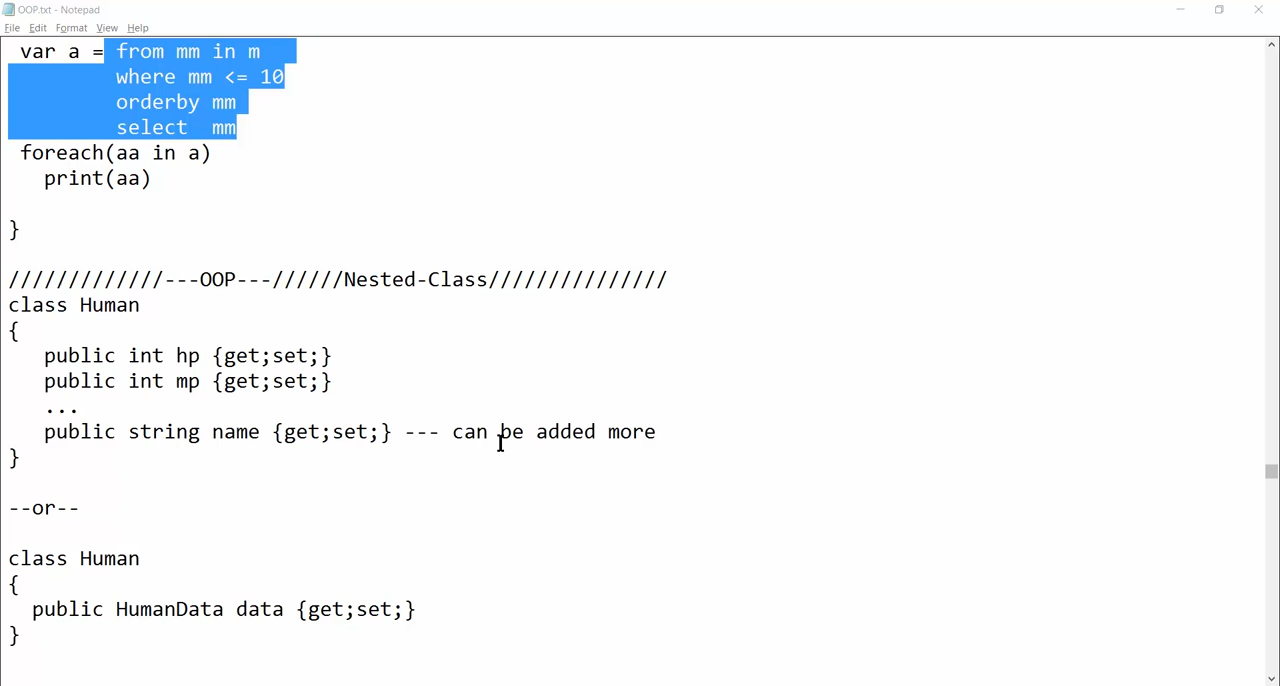 OOP.txt - Notepad
File Edit Format View Help
var a = from mm in m
where mm <= 10
orderby mm
select  mm
foreach(aa in a)
print(aa)
}
/////////////---OOP---//////Nested-Class///////////////
class Human
{
public int hp {get;set;}
public int mp {get;set;}
...
public string name {get;set;} --- can be added more
}
--or--
class Human
{
public HumanData data {get;set;}
}